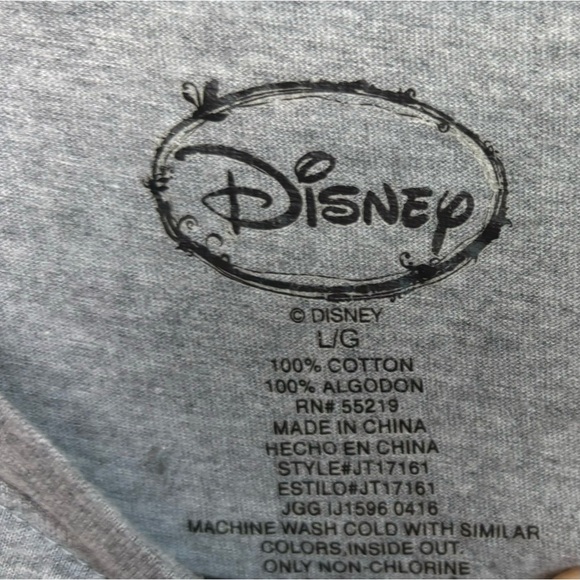 Disney
© DISNEY
L/G
100% COTTON
100% ALGODON
RN# 55219
MADE IN CHINA
HECHO EN CHINA
STYLE#JT17161
ESTILO#JT17161
JGG IJ1596 0416
MACHINE WASH COLD WITH SIMILAR
COLORS, INSIDE OUT.
ONLY NON-CHLORINE